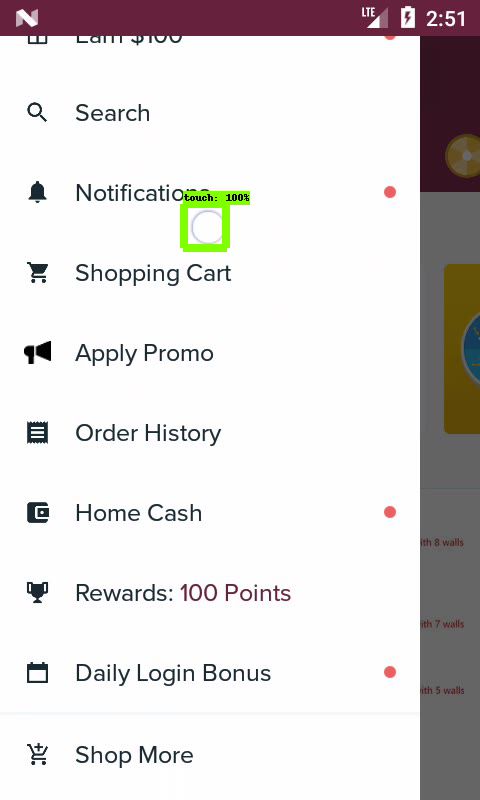 LTE 2:51
Earn $100
Search
Notifications
touch: 100%
Shopping Cart
Apply Promo
Order History
ith 8 walls
Home Cash
Rewards: 100 Points
ith 7 walls
Daily Login Bonus
ith 5 walls
Shop More